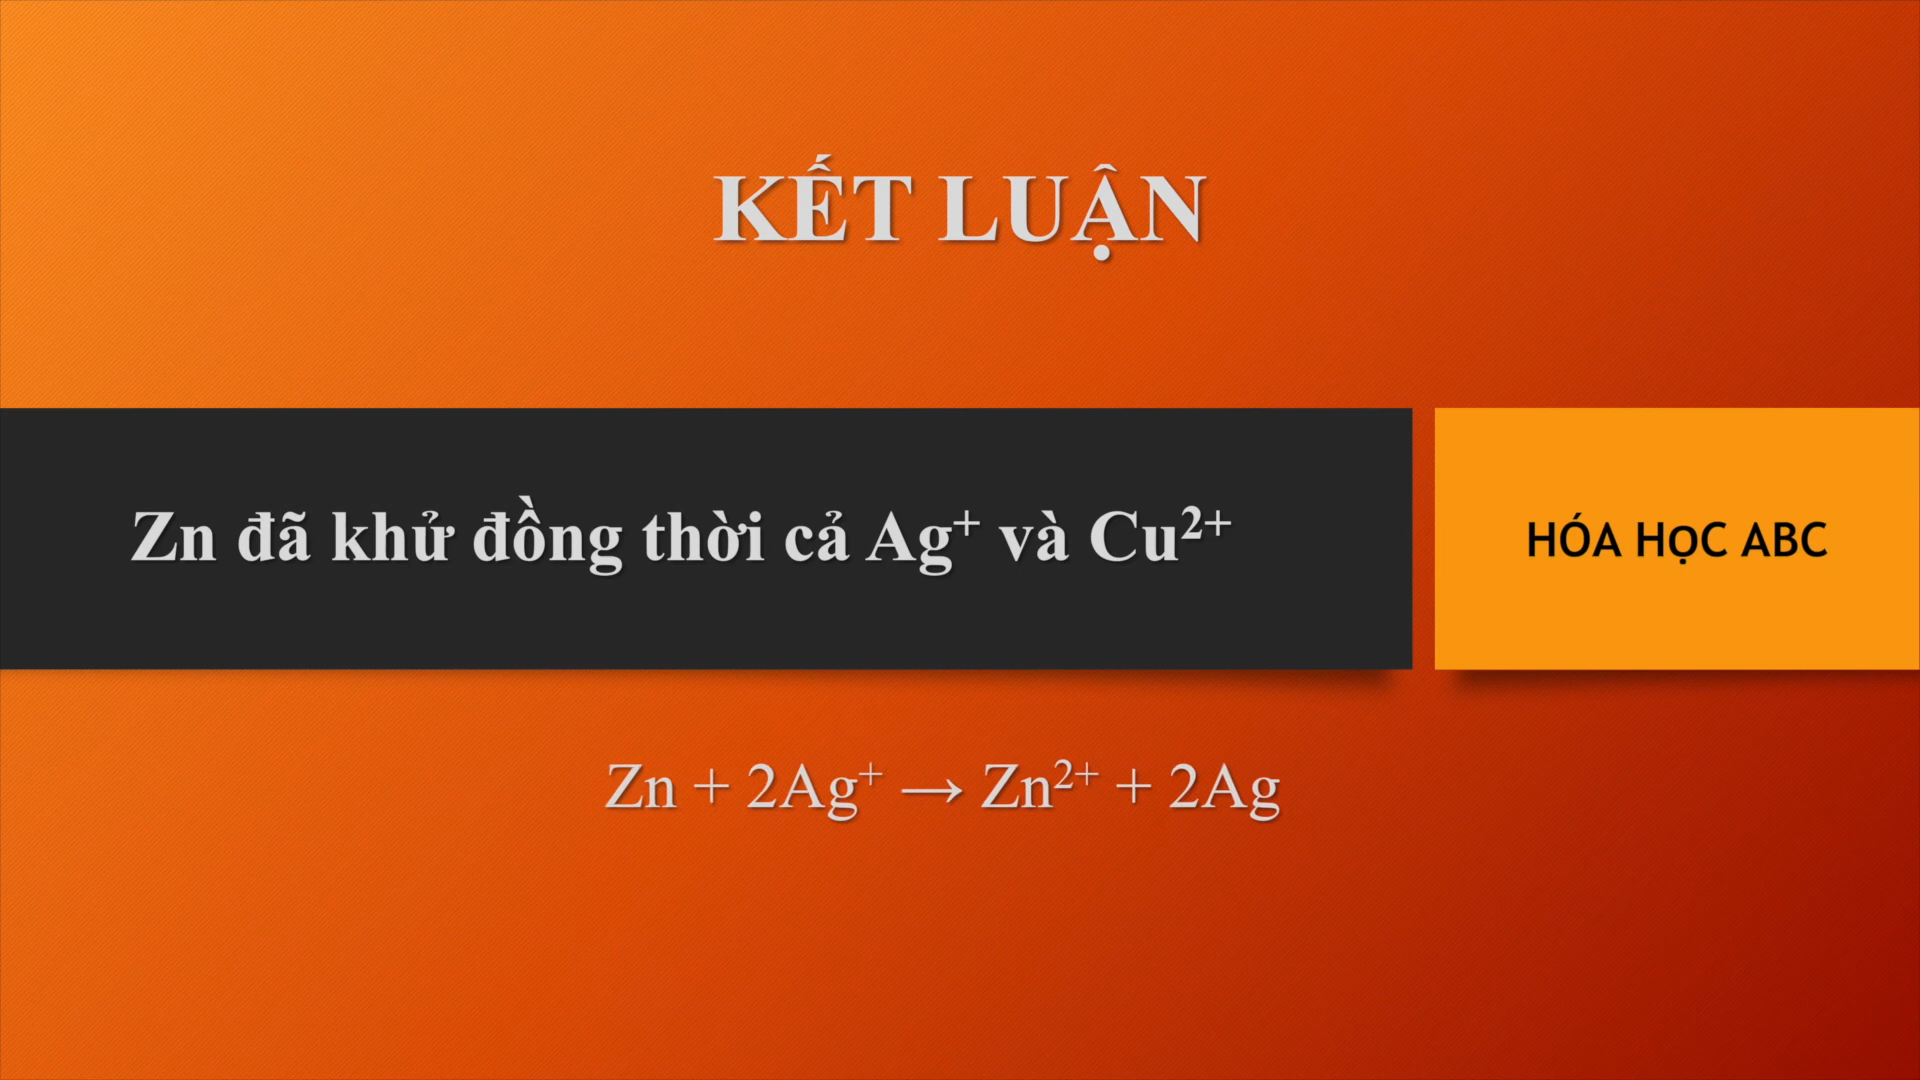 KẾT LUẬN
Zn đã khử đồng thời cả Ag⁺ và Cu²⁺
HÓA HỌC ABC
Zn + 2Ag⁺ → Zn²⁺ + 2Ag